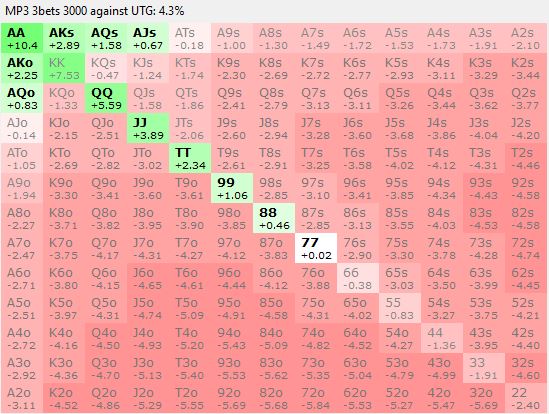 MP3 3bets 3000 against UTG: 4.3%
AA AKs AQs AJs ATs A9s A8s A7s A6s A5s A4s A3s A2s
+10.4 +2.89 +1.58 +0.67 -0.18 -1.00 -1.30 -1.49 -1.72 -1.53 -1.73 -1.91 -2.10
AKo KK KQs KJs KTs K9s K8s K7s K6s K5s K4s K3s K2s
+2.25 +7.53 -0.47 -1.24 -1.74 -2.30 -2.69 -2.72 -2.77 -2.93 -3.11 -3.29 -3.44
AQo KQo QQ QJs QTs Q9s Q8s Q7s Q6s Q5s Q4s Q3s Q2s
+0.83 -1.33 +5.59 -1.58 -1.86 -2.41 -2.79 -3.13 -3.11 -3.26 -3.44 -3.62 -3.77
AJo KJo QJo JJ JTs J9s J8s J7s J6s J5s J4s J3s J2s
-0.14 -2.15 -2.51 +3.89 -2.06 -2.60 -2.94 -3.28 -3.60 -3.68 -3.86 -4.04 -4.20
ATo KTo QTo JTo TT T9s T8s T7s T6s T5s T4s T3s T2s
-1.05 -2.69 -2.82 -3.02 +2.34 -2.61 -2.91 -3.25 -3.58 -4.02 -4.12 -4.31 -4.46
A9o K9o Q9o J9o T9o 99 98s 97s 96s 95s 94s 93s 92s
-1.94 -3.30 -3.41 -3.60 -3.61 +1.06 -2.85 -3.10 -3.41 -3.85 -4.34 -4.43 -4.58
A8o K8o Q8o J8o T8o 98o 88 87s 86s 85s 84s 83s 82s
-2.27 -3.71 -3.82 -3.95 -3.90 -3.85 +0.46 -2.85 -3.13 -3.55 -4.03 -4.53 -4.58
A7o K7o Q7o J7o T7o 97o 87o 77 76s 75s 74s 73s 72s
-2.47 -3.75 -4.17 -4.31 -4.27 -4.12 -3.83 +0.02 -2.90 -3.30 -3.78 -4.28 -4.74
A6o K6o Q6o J6o T6o 96o 86o 76o 66 65s 64s 63s 62s
-2.71 -3.80 -4.15 -4.65 -4.61 -4.44 -4.12 -3.88 -0.38 -3.03 -3.50 -3.99 -4.45
A5o K5o Q5o J5o T5o 95o 85o 75o 65o 55 54s 53s 52s
-2.51 -3.97 -4.31 -4.74 -5.09 -4.91 -4.58 -4.31 -4.02 -0.83 -3.27 -3.75 -4.21
A4o K4o Q4o J4o T4o 94o 84o 74o 64o 54o 44 43s 42s
-2.72 -4.16 -4.50 -4.93 -5.20 -5.43 -5.09 -4.82 -4.52 -4.27 -1.36 -3.95 -4.40
A3o K3o Q3o J3o T3o 93o 83o 73o 63o 53o 43o 33 32s
-2.92 -4.36 -4.70 -5.13 -5.40 -5.53 -5.62 -5.35 -5.04 -4.79 -4.99 -1.91 -4.60
A2o K2o Q2o J2o T2o 92o 82o 72o 62o 52o 42o 32o 22
-3.11 -4.52 -4.86 -5.29 -5.55 -5.69 -5.68 -5.84 -5.53 -5.27 -5.47 -5.69 -2.40